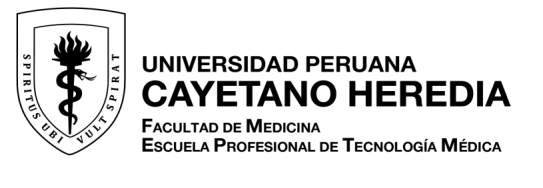 SPIRITUS UBI VULT SPIRAT
UNIVERSIDAD PERUANA
CAYETANO HEREDIA
FACULTAD DE MEDICINA
ESCUELA PROFESIONAL DE TECNOLOGÍA MÉDICA